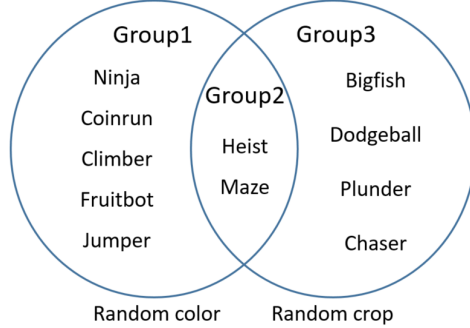 Group1
Group3
Group2
Ninja
Coinrun
Climber
Fruitbot
Jumper
Heist
Maze
Bigfish
Dodgeball
Plunder
Chaser
Random color
Random crop